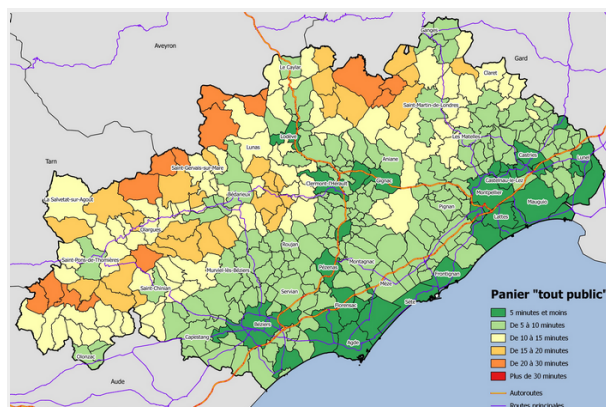 Aveyron
Gard
Ganges
Le Caylar
Claret
Saint-Martin-de-Londres
Lodève
Les Matelles
Tarn
Lunas
Aniane
Castries
Lunel
Saint-Gervais-sur-Mare
Gignac
Castelnau-le-Lez
Clermont-l'Hérault
Montpellier
Mauguio
La Salvetat-sur-Agout
Bédarieux
Pignan
Lattes
Olargues
Roujan
Montagnac
Saint-Pons-de-Thomières
Murviel-lès-Béziers
Pézenas
Mèze
Frontignan
Saint-Chinian
Servian
Florensac
Sète
Béziers
Agde
Capestang
Olonzac
Aude
Panier "tout public"
5 minutes et moins
De 5 à 10 minutes
De 10 à 15 minutes
De 15 à 20 minutes
De 20 à 30 minutes
Plus de 30 minutes
Autoroutes
Routes principales